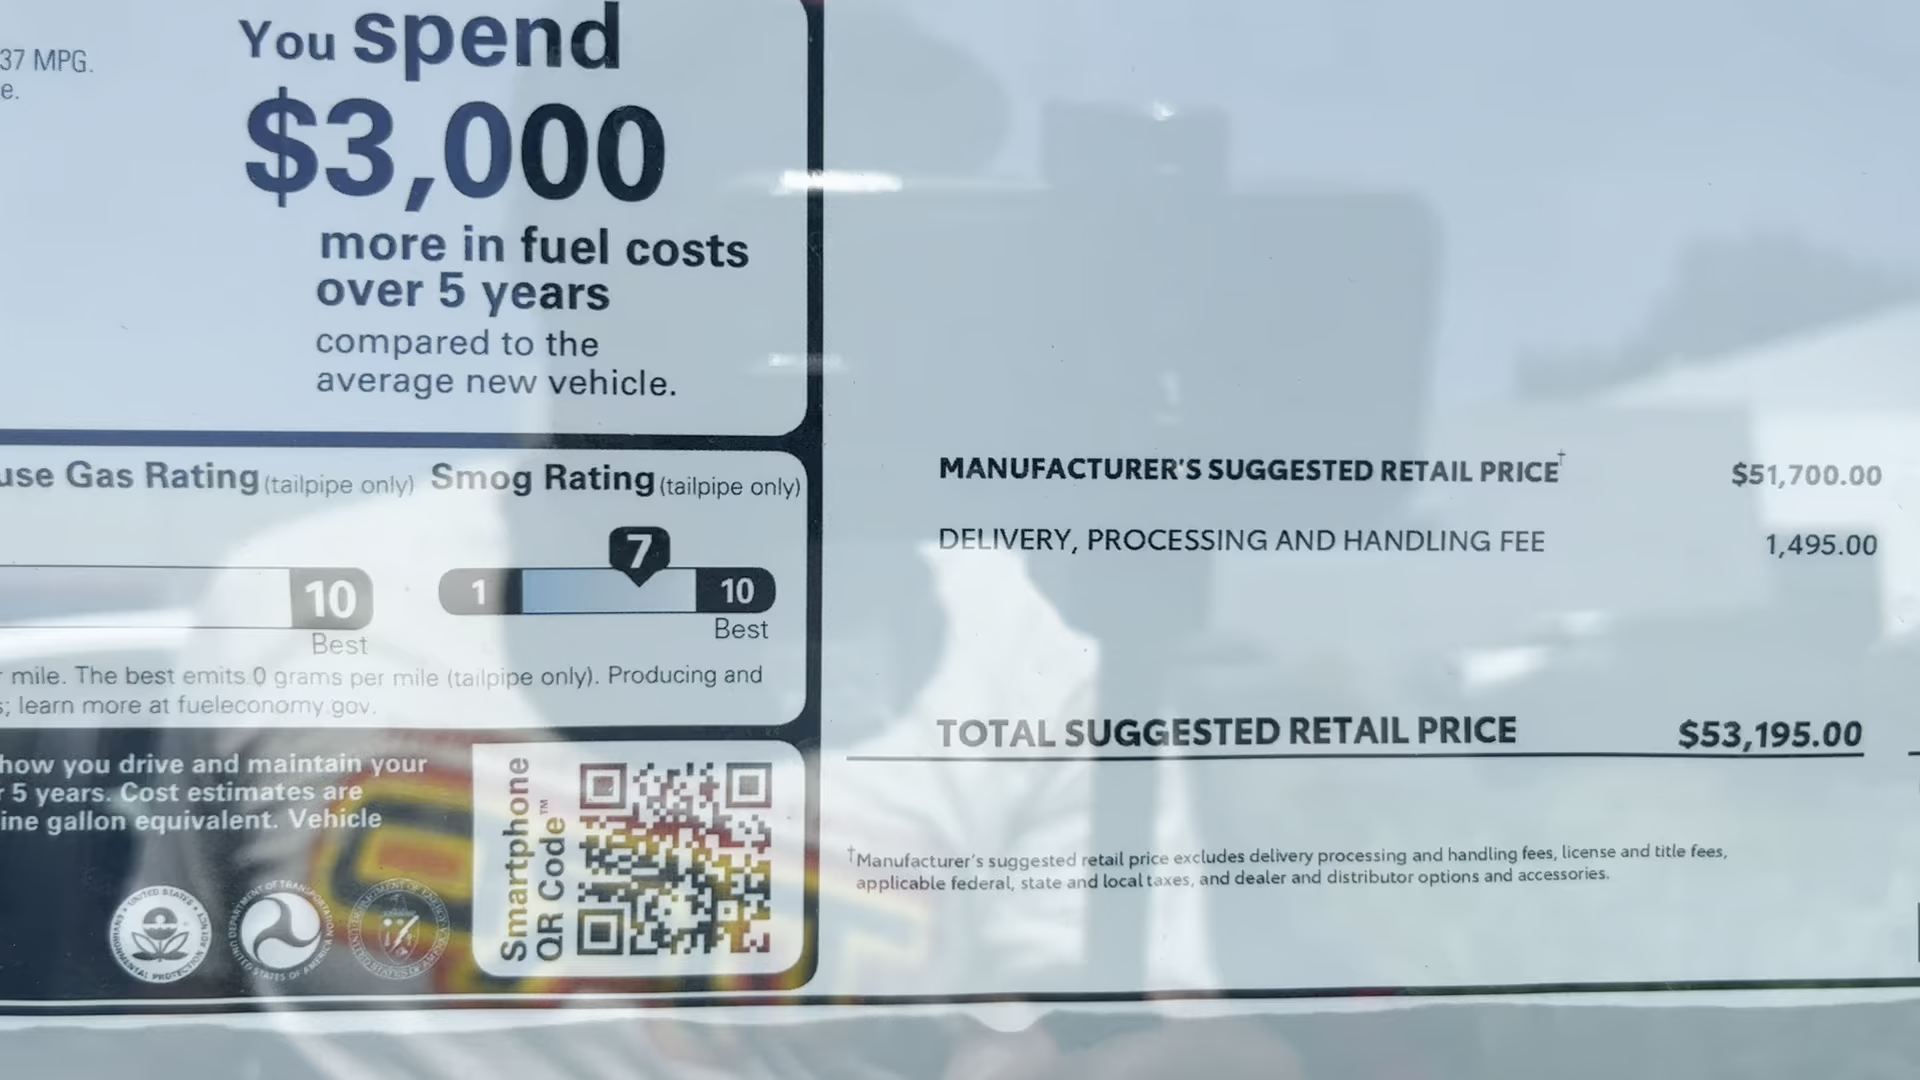 37 MPG.
e.
You spend
$3,000
more in fuel costs
over 5 years
compared to the
average new vehicle.
use Gas Rating (tailpipe only)
Smog Rating (tailpipe only)
10
Best
7
1
10
Best
mile. The best emits 0 grams per mile (tailpipe only). Producing and
s; learn more at fueleconomy.gov.
how you drive and maintain your
r 5 years. Cost estimates are
ine gallon equivalent. Vehicle
Smartphone
QR Code™
MANUFACTURER'S SUGGESTED RETAIL PRICE† $51,700.00
DELIVERY, PROCESSING AND HANDLING FEE 1,495.00
TOTAL SUGGESTED RETAIL PRICE $53,195.00
†Manufacturer's suggested retail price excludes delivery processing and handling fees, license and title fees,
applicable federal, state and local taxes, and dealer and distributor options and accessories.